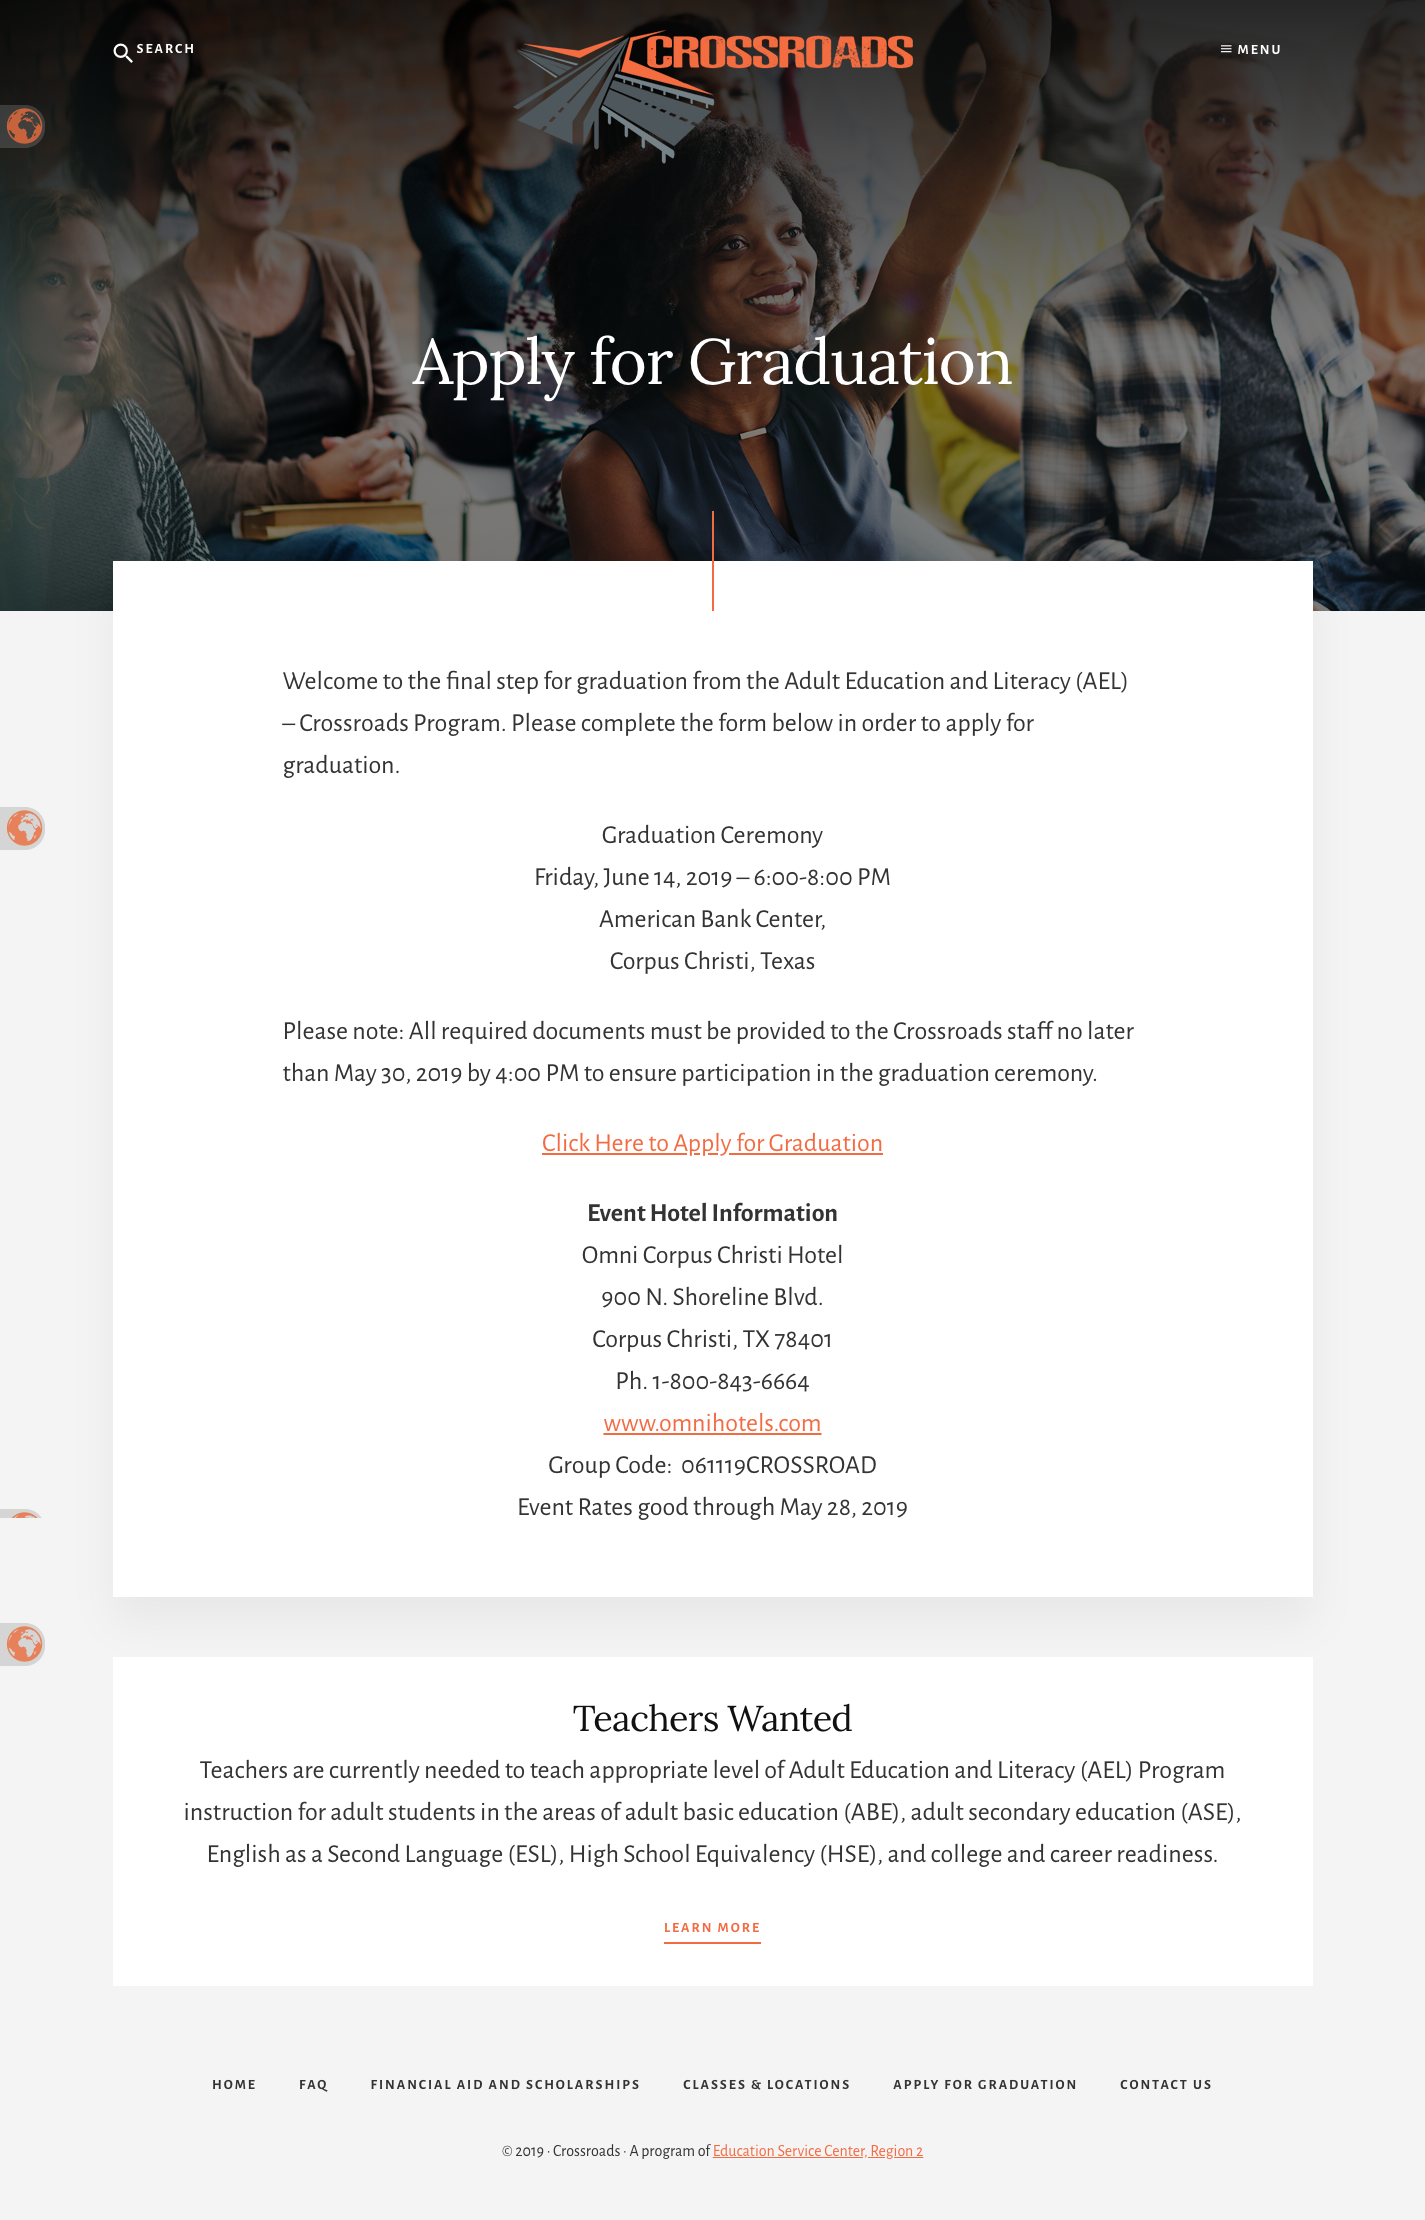 SEARCH
CROSSROADS
MENU
Apply for Graduation
Welcome to the final step for graduation from the Adult Education and Literacy (AEL)
– Crossroads Program. Please complete the form below in order to apply for
graduation.
Graduation Ceremony
Friday, June 14, 2019 – 6:00-8:00 PM
American Bank Center,
Corpus Christi, Texas
Please note: All required documents must be provided to the Crossroads staff no later
than May 30, 2019 by 4:00 PM to ensure participation in the graduation ceremony.
Click Here to Apply for Graduation
Event Hotel Information
Omni Corpus Christi Hotel
900 N. Shoreline Blvd.
Corpus Christi, TX 78401
Ph. 1-800-843-6664
www.omnihotels.com
Group Code:  061119CROSSROAD
Event Rates good through May 28, 2019
Teachers Wanted
Teachers are currently needed to teach appropriate level of Adult Education and Literacy (AEL) Program
instruction for adult students in the areas of adult basic education (ABE), adult secondary education (ASE),
English as a Second Language (ESL), High School Equivalency (HSE), and college and career readiness.
LEARN MORE
HOME FAQ FINANCIAL AID AND SCHOLARSHIPS CLASSES & LOCATIONS APPLY FOR GRADUATION CONTACT US
© 2019 · Crossroads · A program of Education Service Center, Region 2